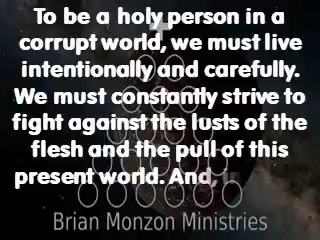 To be a holy person in a
corrupt world, we must live
intentionally and carefully.
We must constantly strive to
fight against the lusts of the
flesh and the pull of this
present world. And,
Brian Monzon Ministries